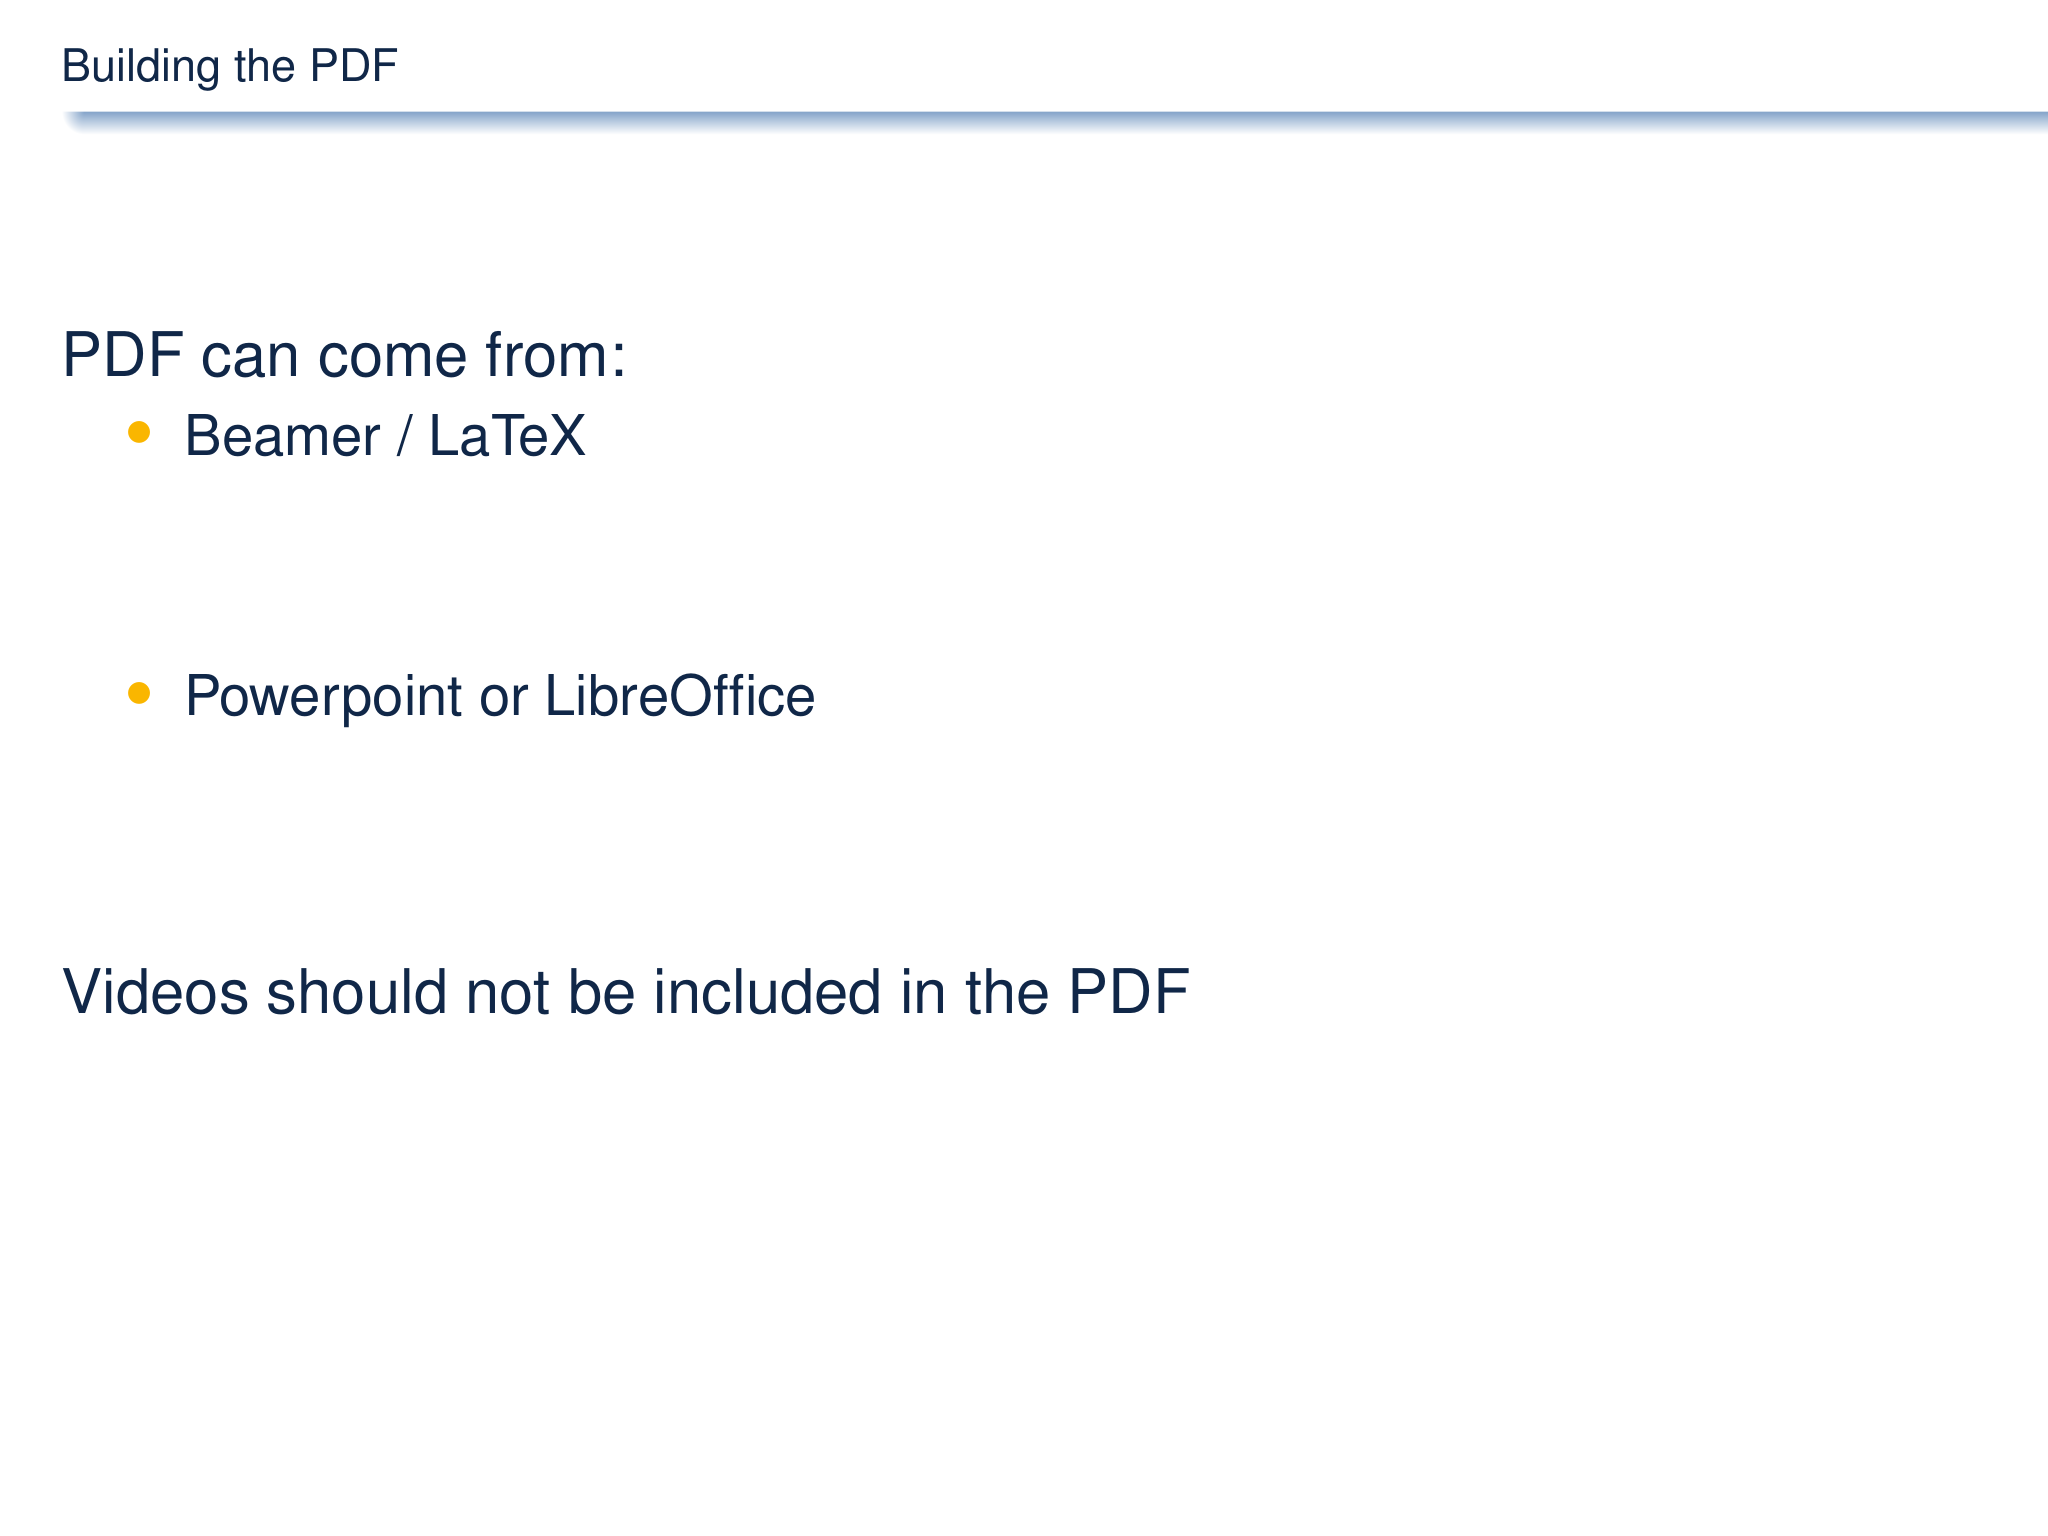 Building the PDF
PDF can come from:
Beamer / LaTeX
Powerpoint or LibreOffice
Videos should not be included in the PDF